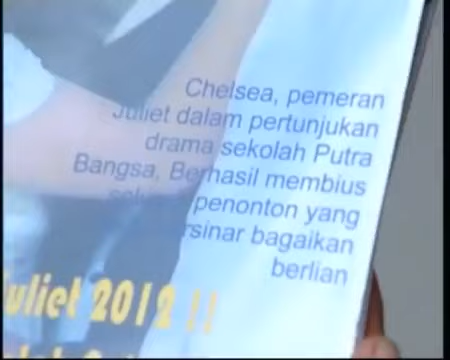 Chelsea, pemeran
Juliet dalam pertunjukan
drama sekolah Putra
Bangsa, Berhasil membius
penonton yang
bagaikan
berlian
Juliet 2012 !!